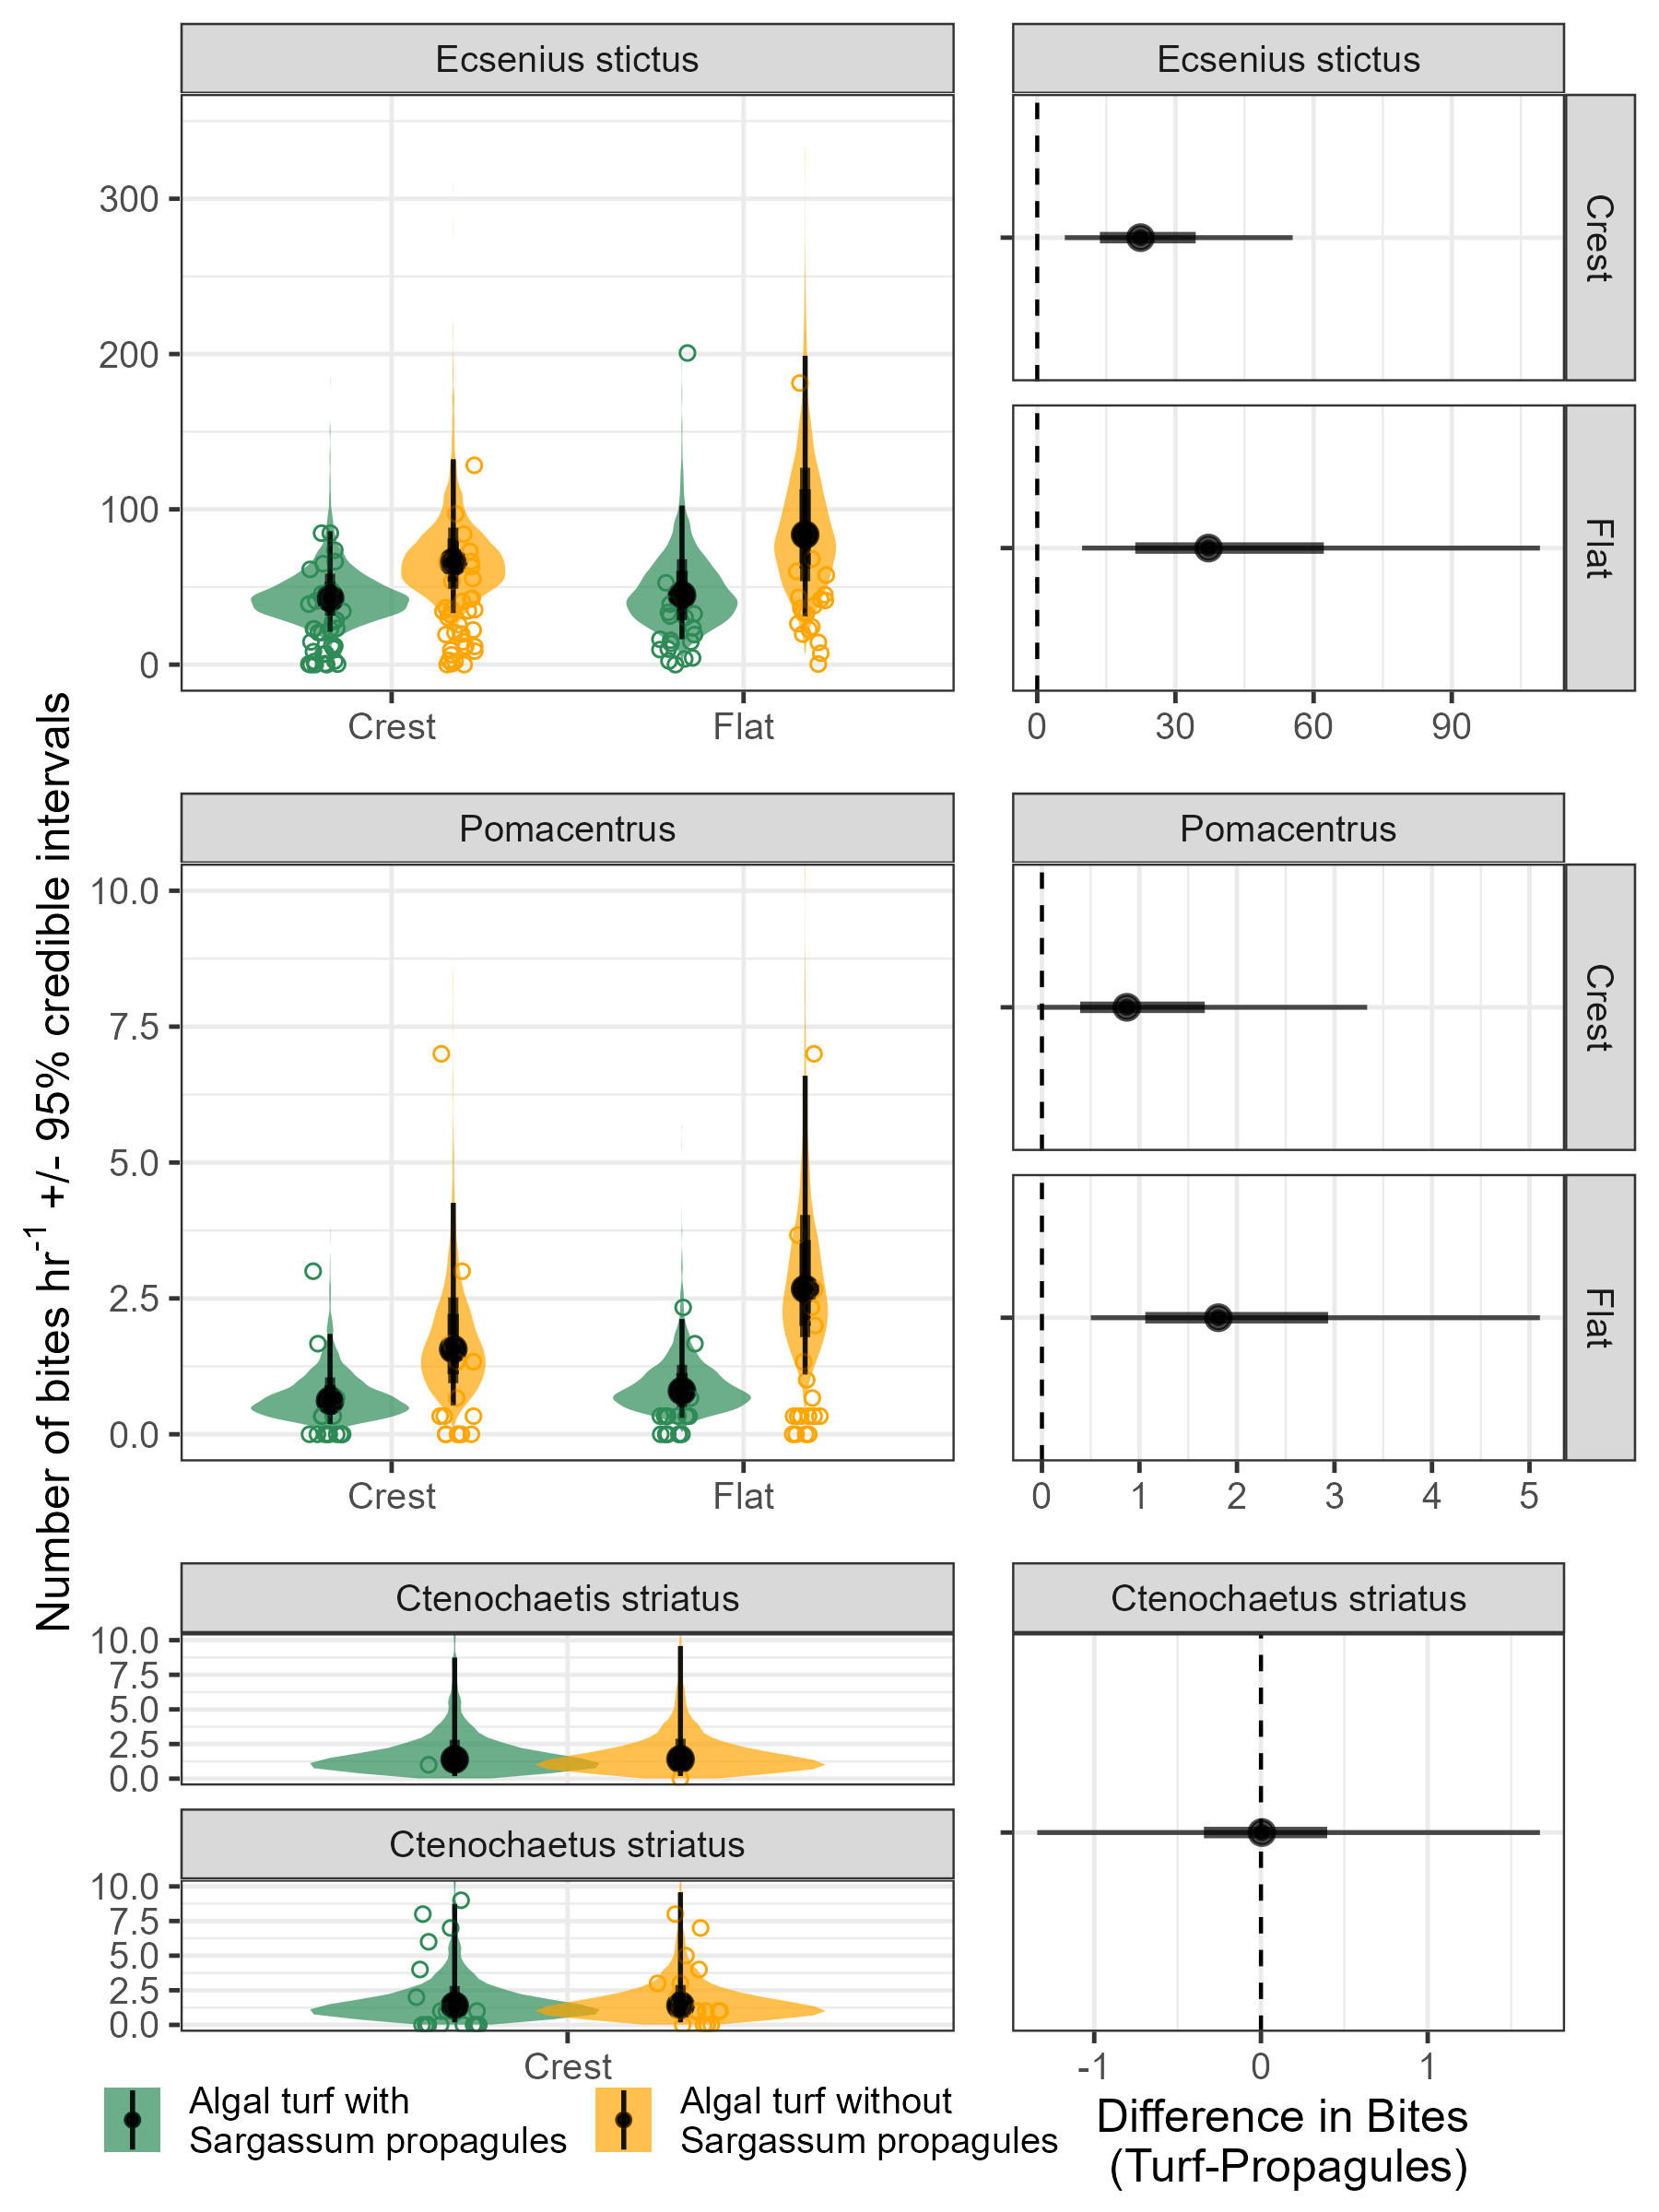 Ecsenius stictus
Ecsenius stictus
300
200
100
0
Crest
Flat
Crest
Flat
0
30
60
90
Number of bites hr-1 +/- 95% credible intervals
Pomacentrus
Pomacentrus
10.0
7.5
5.0
2.5
0.0
Crest
Flat
Crest
Flat
0
1
2
3
4
5
Ctenochaetis striatus
Ctenochaetus striatus
10.0
7.5
5.0
2.5
0.0
Ctenochaetus striatus
10.0
7.5
5.0
2.5
0.0
Crest
-1
0
1
Algal turf with
Sargassum propagules
Algal turf without
Sargassum propagules
Difference in Bites
(Turf-Propagules)